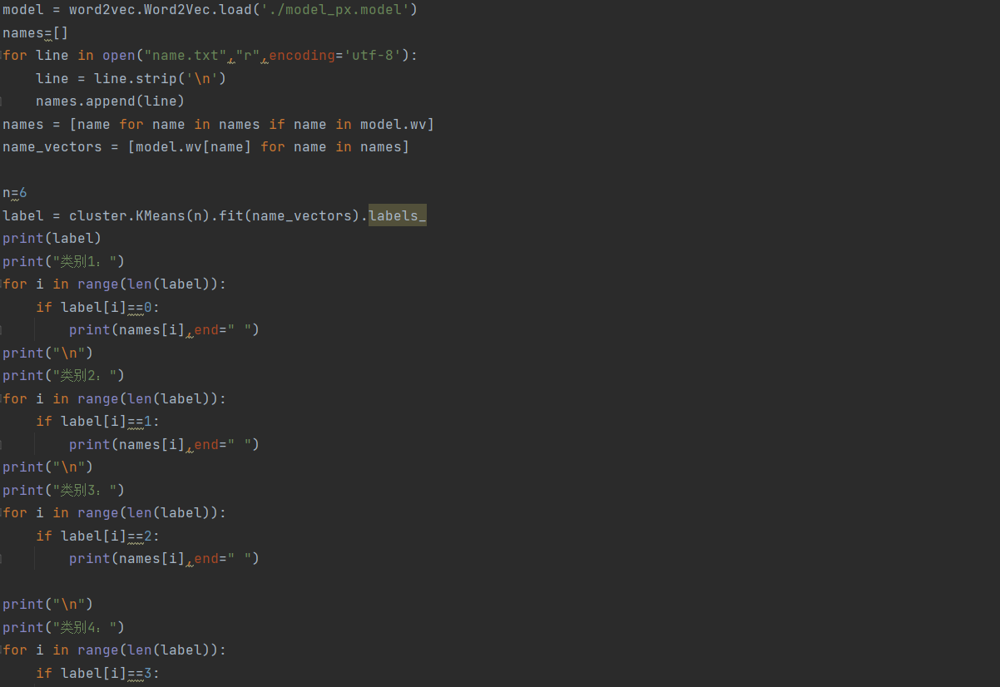 model = word2vec.Word2Vec.load('./model_px.model')
names=[]
for line in open("name.txt","r",encoding='utf-8'):
    line = line.strip('\n')
    names.append(line)
names = [name for name in names if name in model.wv]
name_vectors = [model.wv[name] for name in names]
n=6
label = cluster.KMeans(n).fit(name_vectors).labels_
print(label)
print("类别1：")
for i in range(len(label)):
    if label[i]==0:
        print(names[i],end=" ")
print("\n")
print("类别2：")
for i in range(len(label)):
    if label[i]==1:
        print(names[i],end=" ")
print("\n")
print("类别3：")
for i in range(len(label)):
    if label[i]==2:
        print(names[i],end=" ")
print("\n")
print("类别4：")
for i in range(len(label)):
    if label[i]==3: